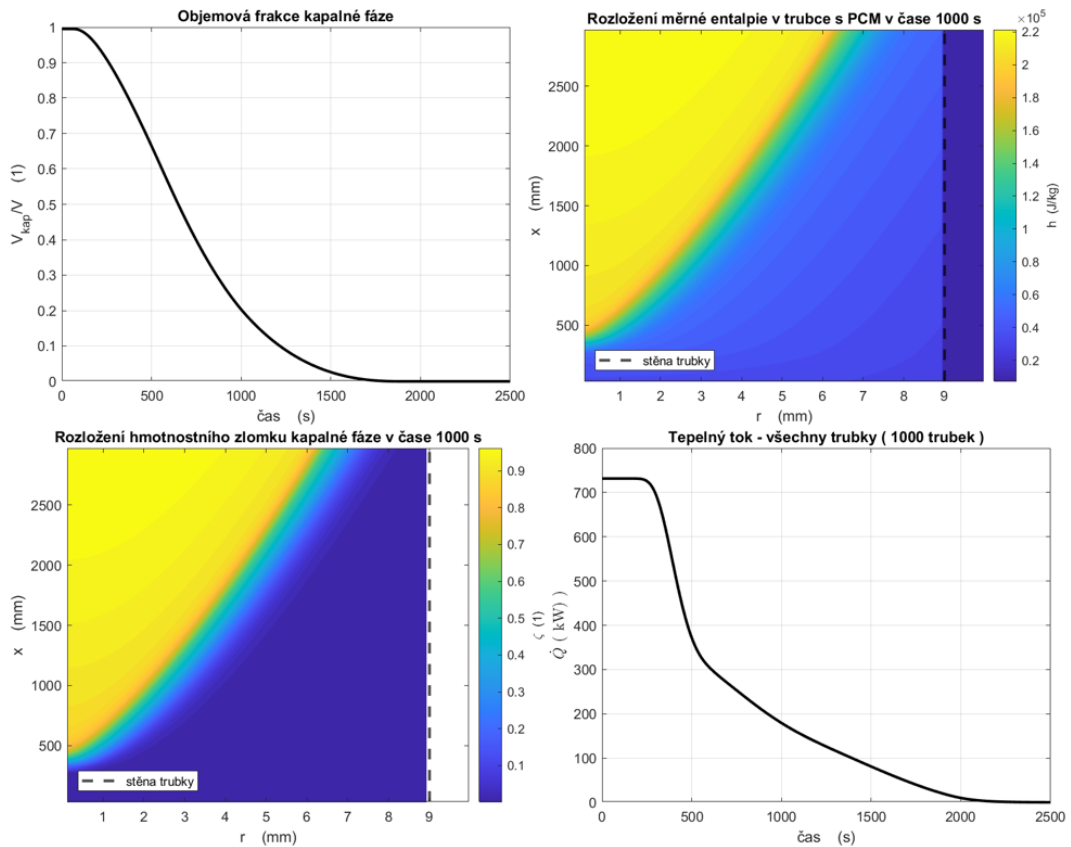 Objemová frakce kapalné fáze
1
0.9
0.8
0.7
0.6
0.5
0.4
0.3
0.2
0.1
0
V_kap/V (1)
0 500 1000 1500 2000 2500
čas (s)
Rozložení měrné entalpie v trubce s PCM v čase 1000 s
2500
2000
1500
1000
500
x (mm)
stěna trubky
1 2 3 4 5 6 7 8 9
r (mm)
×10^5
2.2
2
1.8
1.6
1.4
1.2
1
0.8
0.6
0.4
0.2
h (J/kg)
Rozložení hmotnostního zlomku kapalné fáze v čase 1000 s
2500
2000
1500
1000
500
x (mm)
stěna trubky
1 2 3 4 5 6 7 8 9
r (mm)
0.9
0.8
0.7
0.6
0.5
0.4
0.3
0.2
0.1
ς (1)
Tepelný tok - všechny trubky ( 1000 trubek )
800
700
600
500
400
300
200
100
0
Q̇ ( kW) )
0 500 1000 1500 2000 2500
čas (s)